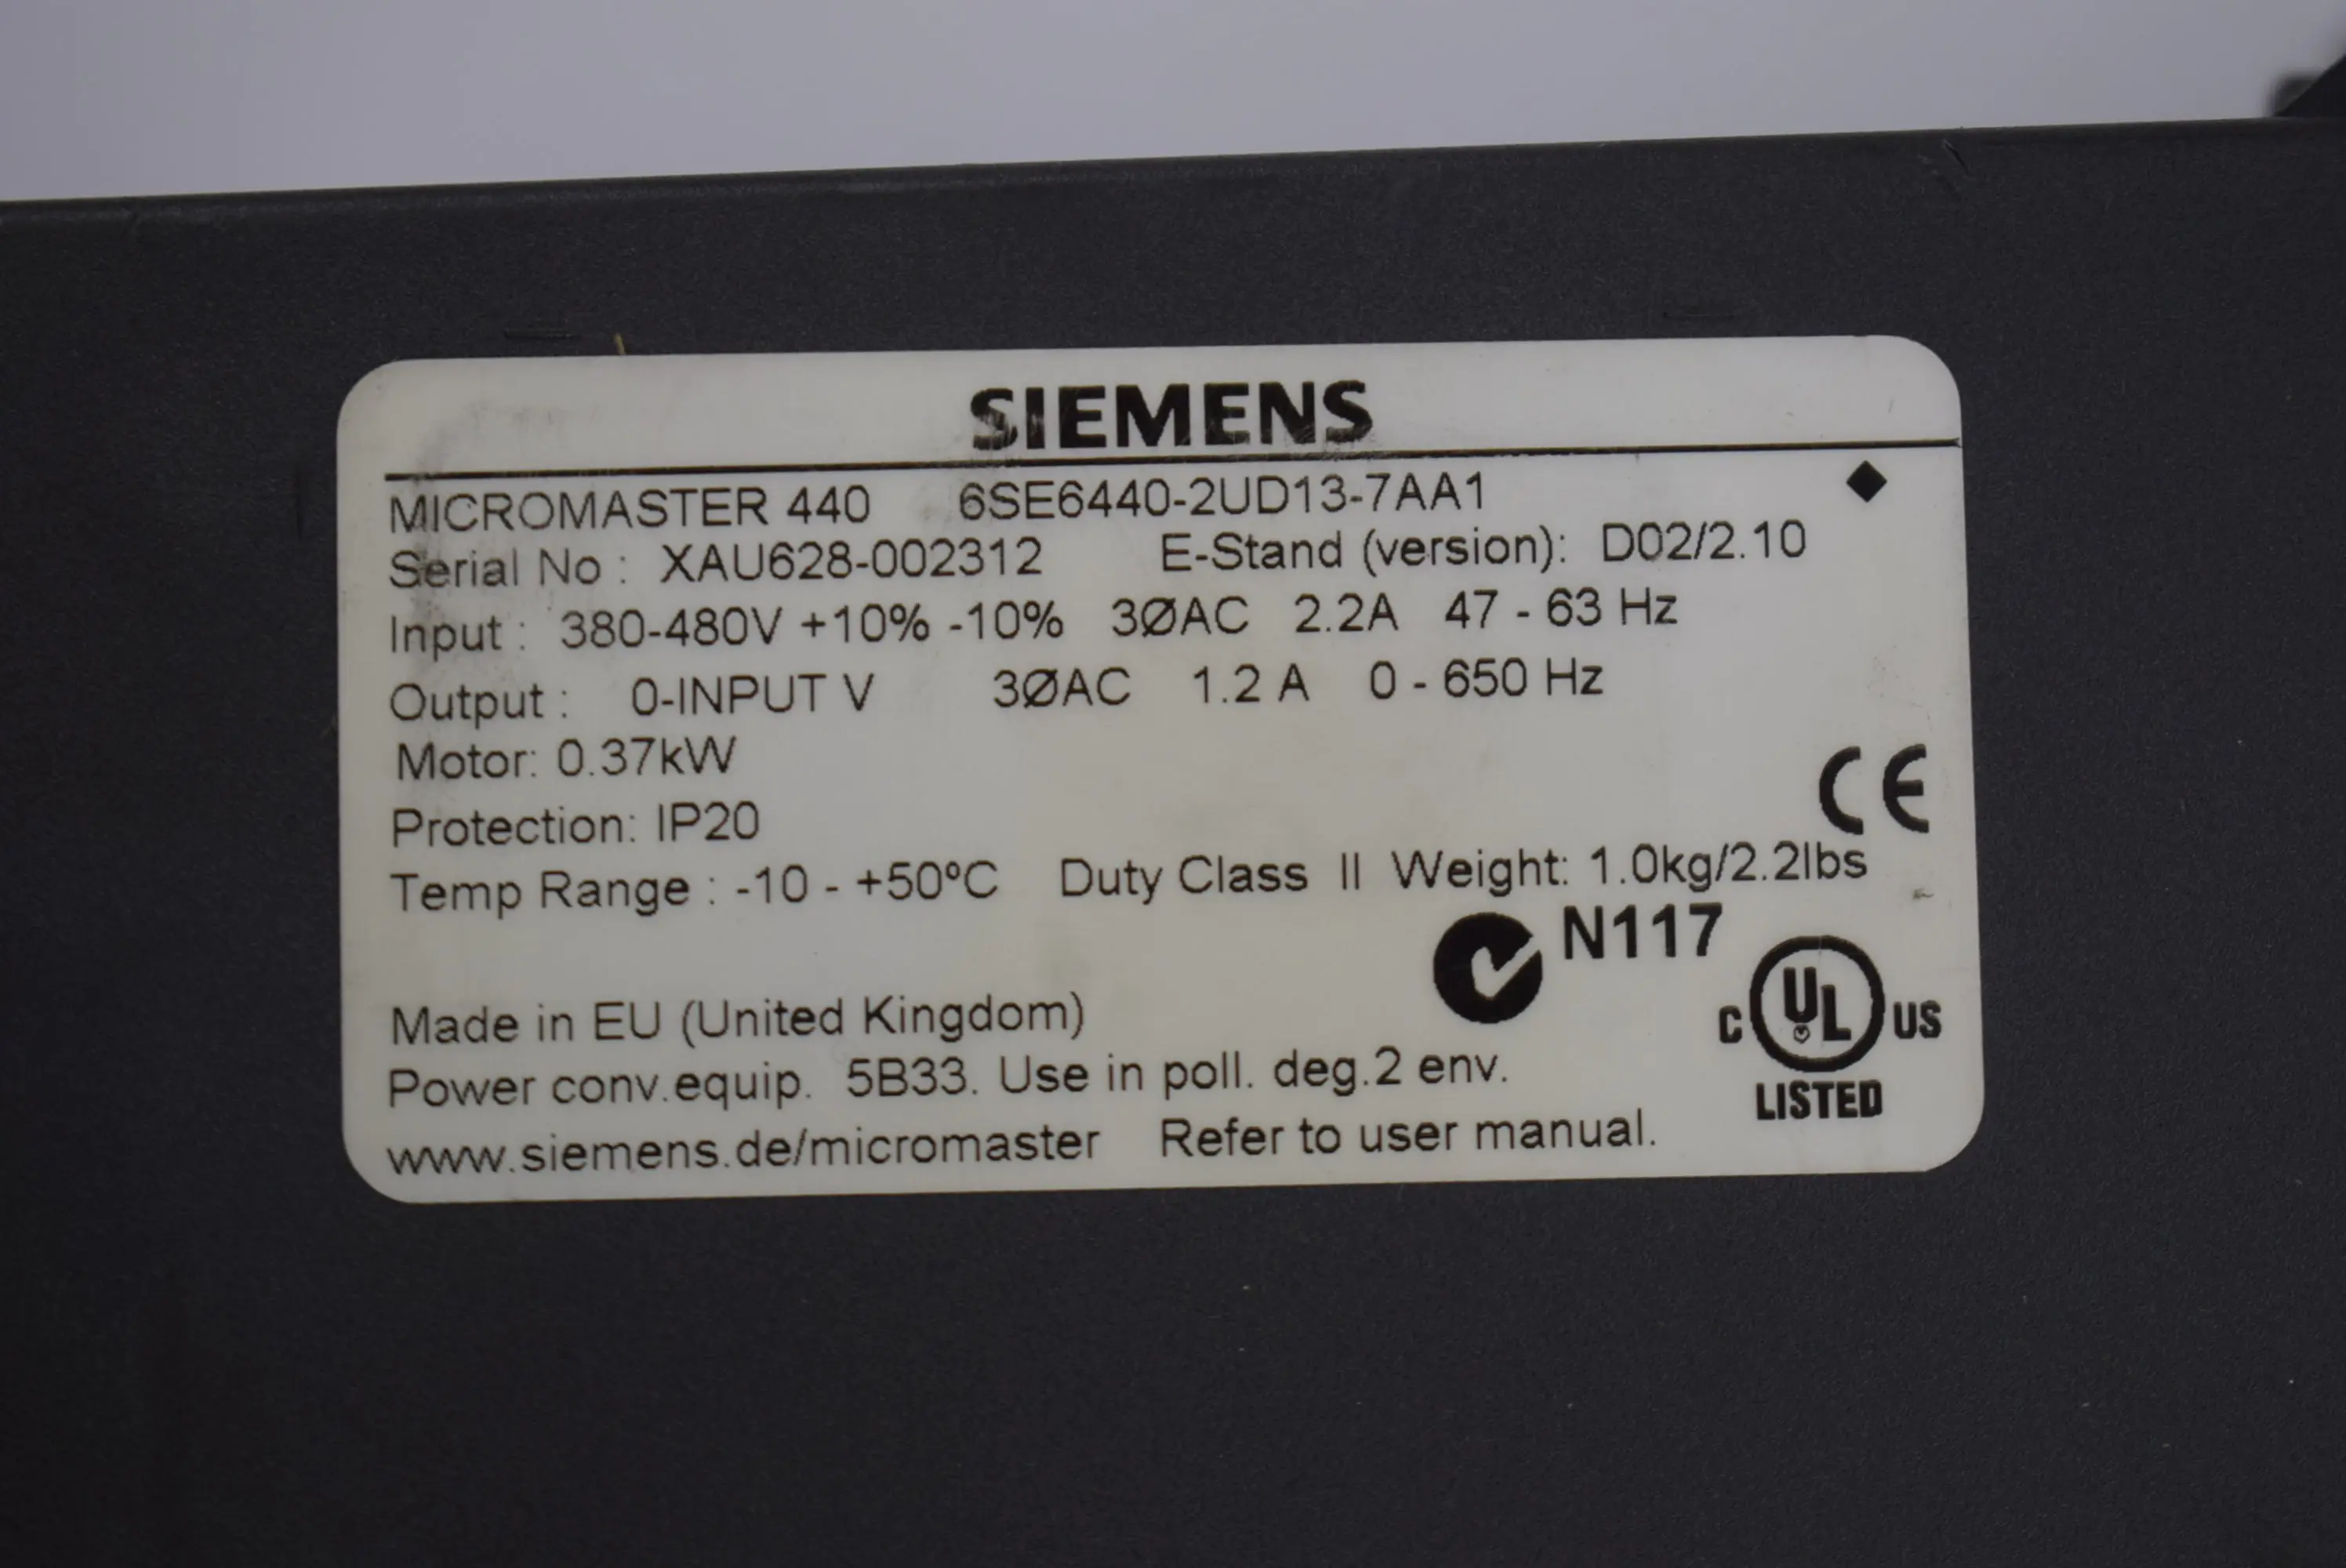 SIEMENS
MICROMASTER 440 6SE6440-2UD13-7AA1
Serial No : XAU628-002312 E-Stand (version): D02/2.10
Input : 380-480V +10% -10% 3ØAC 2.2A 47 - 63 Hz
Output : 0-INPUT V 3ØAC 1.2 A 0 - 650 Hz
Motor: 0.37kW
Protection: IP20
CE
Temp Range : -10 - +50ºC Duty Class II Weight: 1.0kg/2.2lbs
N117
Made in EU (United Kingdom)
C UL US
Power conv.equip. 5B33. Use in poll. deg.2 env.
LISTED
www.siemens.de/micromaster Refer to user manual.